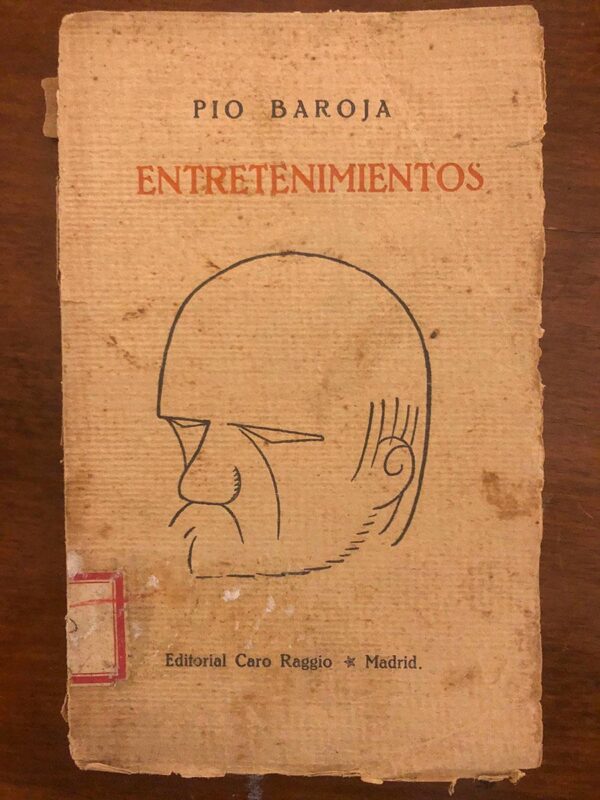 PIO BAROJA
ENTRETENIMIENTOS
Editorial Caro Raggio ★ Madrid.